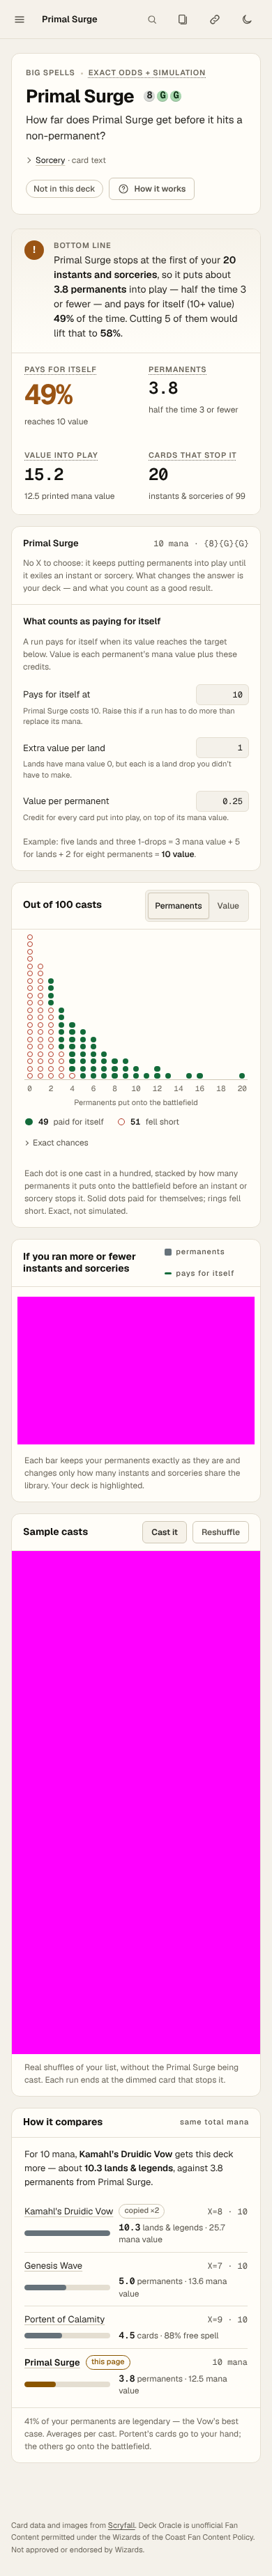 Primal Surge
BIG SPELLS · EXACT ODDS + SIMULATION
Primal Surge 8 G G
How far does Primal Surge get before it hits a
non-permanent?
Sorcery · card text
Not in this deck
How it works
BOTTOM LINE
Primal Surge stops at the first of your 20
instants and sorceries, so it puts about
3.8 permanents into play — half the time 3
or fewer — and pays for itself (10+ value)
49% of the time. Cutting 5 of them would
lift that to 58%.
PAYS FOR ITSELF
49%
reaches 10 value
PERMANENTS
3.8
half the time 3 or fewer
VALUE INTO PLAY
15.2
12.5 printed mana value
CARDS THAT STOP IT
20
instants & sorceries of 99
Primal Surge
10 mana · {8}{G}{G}
No X to choose: it keeps putting permanents into play until
it exiles an instant or sorcery. What changes the answer is
your deck — and what you count as a good result.
What counts as paying for itself
A run pays for itself when its value reaches the target
below. Value is each permanent's mana value plus these
credits.
Pays for itself at
10
Primal Surge costs 10. Raise this if a run has to do more than
replace its mana.
Extra value per land
1
Lands have mana value 0, but each is a land drop you didn't
have to make.
Value per permanent
0.25
Credit for every card put into play, on top of its mana value.
Example: five lands and three 1-drops = 3 mana value + 5
for lands + 2 for eight permanents = 10 value.
Out of 100 casts
Permanents
Value
0 2 4 6 8 10 12 14 16 18 20
Permanents put onto the battlefield
49 paid for itself
51 fell short
Exact chances
Each dot is one cast in a hundred, stacked by how many
permanents it puts onto the battlefield before an instant or
sorcery stops it. Solid dots paid for themselves; rings fell
short. Exact, not simulated.
If you ran more or fewer
instants and sorceries
permanents
pays for itself
Each bar keeps your permanents exactly as they are and
changes only how many instants and sorceries share the
library. Your deck is highlighted.
Sample casts
Cast it
Reshuffle
Real shuffles of your list, without the Primal Surge being
cast. Each run ends at the dimmed card that stops it.
How it compares
same total mana
For 10 mana, Kamahl's Druidic Vow gets this deck
more — about 10.3 lands & legends, against 3.8
permanents from Primal Surge.
Kamahl's Druidic Vow
copied ×2
X=8 · 10
10.3 lands & legends · 25.7
mana value
Genesis Wave
X=7 · 10
5.0 permanents · 13.6 mana
value
Portent of Calamity
X=9 · 10
4.5 cards · 88% free spell
Primal Surge
this page
10 mana
3.8 permanents · 12.5 mana
value
41% of your permanents are legendary — the Vow's best
case. Averages per cast. Portent's cards go to your hand;
the others go onto the battlefield.
Card data and images from Scryfall. Deck Oracle is unofficial Fan
Content permitted under the Wizards of the Coast Fan Content Policy.
Not approved or endorsed by Wizards.